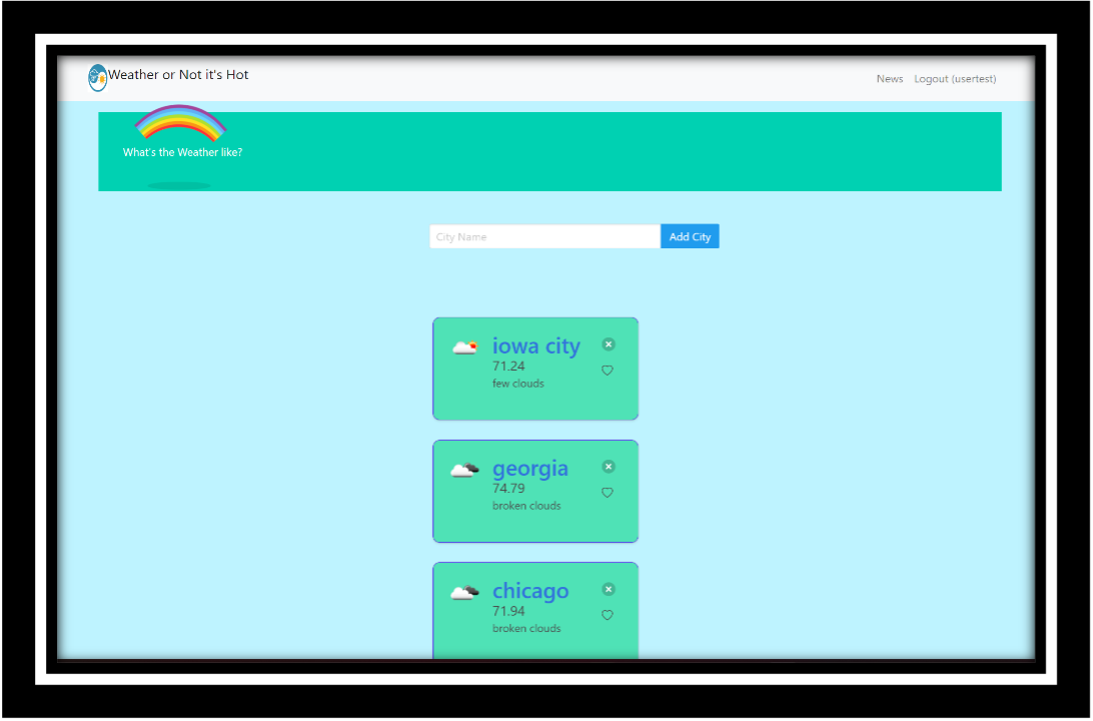 Weather or Not it's Hot
News Logout (usertest)
What's the Weather like?
City Name Add City
iowa city
71.24
few clouds
georgia
74.79
broken clouds
chicago
71.94
broken clouds